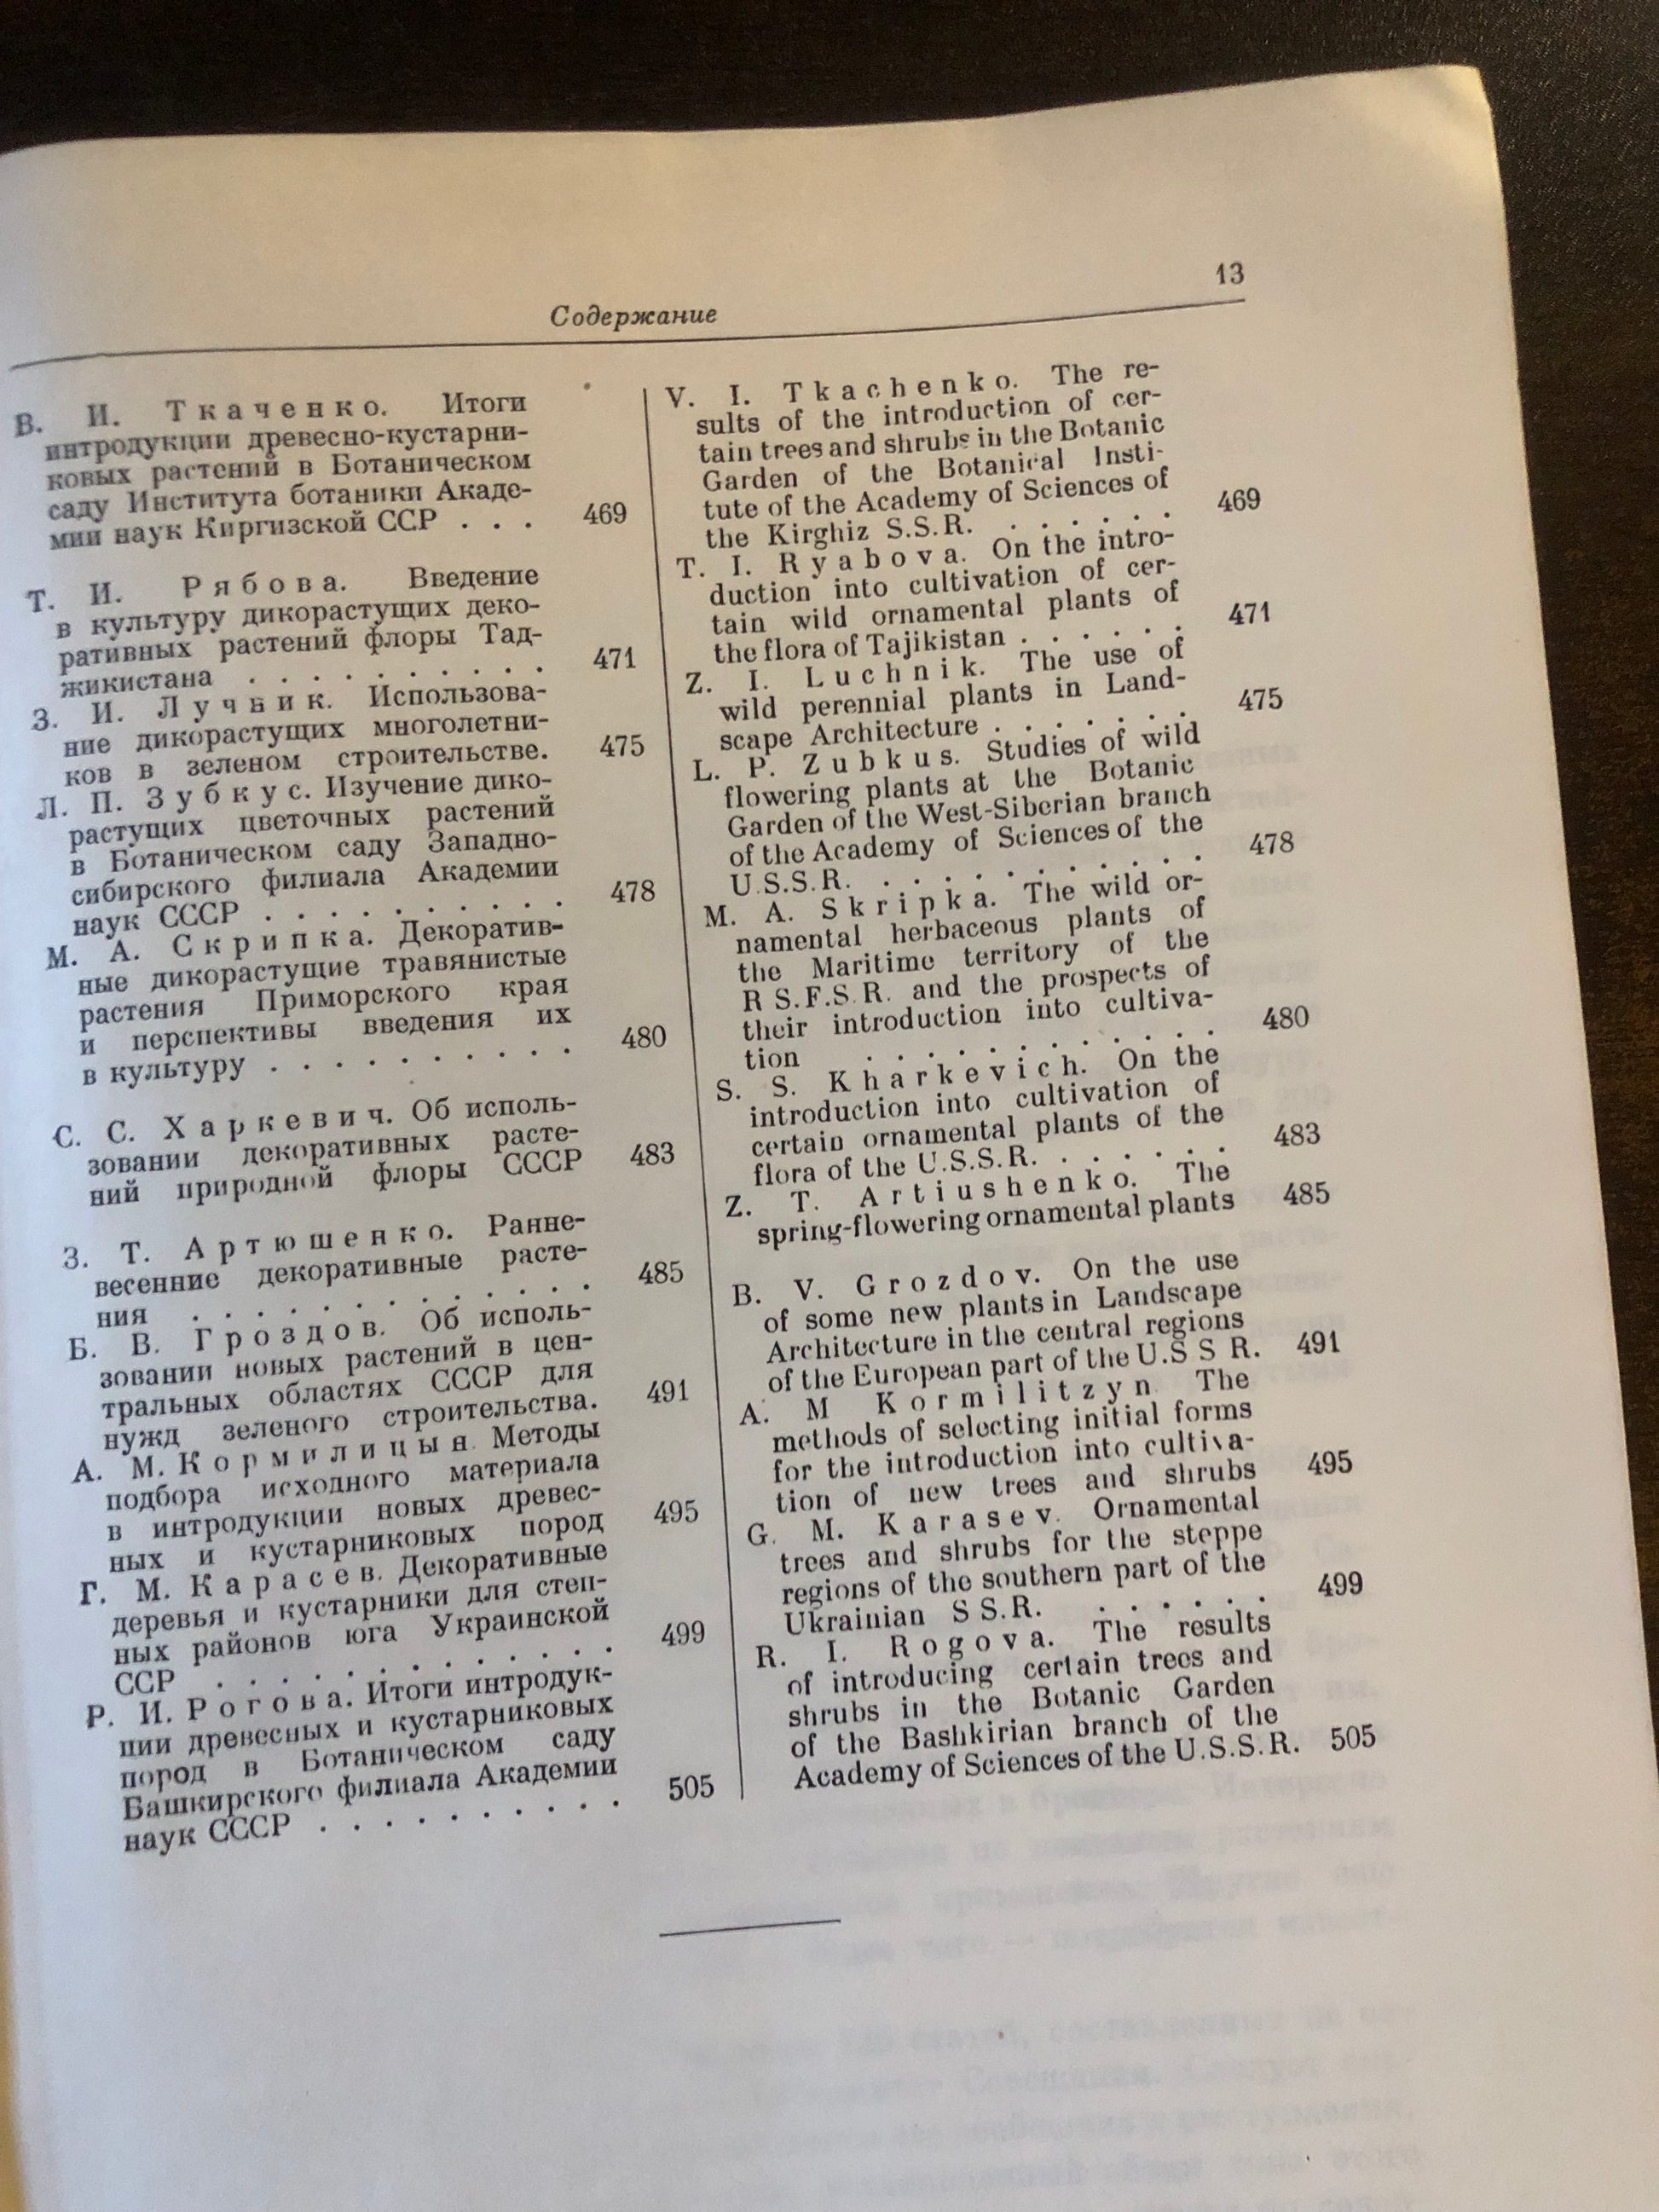 13
Содержание
В. И. Ткаченко. Итоги
интродукции древесно-кустарни-
ковых растений в Ботаническом
саду Института ботаники Акаде-
мии наук Киргизской ССР . . . 469
Т. И. Рябова. Введение
в культуру дикорастущих деко-
ративных растений флоры Тад-
жикистана . . . . . . . . . . 471
З. И. Лучник. Использова-
ние дикорастущих многолетни-
ков в зеленом строительстве. 475
Л. П. Зубкус. Изучение дико-
растущих цветочных растений
в Ботаническом саду Западно-
сибирского филиала Академии
наук СССР . . . . . . . . . . 478
М. А. Скрипка. Декоратив-
ные дикорастущие травянистые
растения Приморского края
и перспективы введения их
в культуру . . . . . . . . . 480
С. С. Харкевич. Об исполь-
зовании декоративных расте-
ний природной флоры СССР 483
З. Т. Артюшенко. Ранне-
весенние декоративные расте-
ния . . . . . . . . . . . . . 485
Б. В. Гроздов. Об исполь-
зовании новых растений в цен-
тральных областях СССР для
нужд зеленого строительства. 491
А. М. Кормилицын. Методы
подбора исходного материала
в интродукции новых древес-
ных и кустарниковых пород 495
Г. М. Карасев. Декоративные
деревья и кустарники для степ-
ных районов юга Украинской
ССР . . . . . . . . . . . . . 499
Р. И. Рогова. Итоги интродук-
ции древесных и кустарниковых
пород в Ботаническом саду
Башкирского филиала Академии
наук СССР . . . . . . . . . . 505
V. I. Tkachenko. The re-
sults of the introduction of cer-
tain trees and shrubs in the Botanic
Garden of the Botanical Insti-
tute of the Academy of Sciences of
the Kirghiz S.S.R. . . . . . . 469
T. I. Ryabova. On the intro-
duction into cultivation of cer-
tain wild ornamental plants of
the flora of Tajikistan . . . . . . 471
Z. I. Luchnik. The use of
wild perennial plants in Land-
scape Architecture . . . . . . . 475
L. P. Zubkus. Studies of wild
flowering plants at the Botanic
Garden of the West-Siberian branch
of the Academy of Sciences of the
U.S.S.R. . . . . . . . . . . . 478
M. A. Skripka. The wild or-
namental herbaceous plants of
the Maritime territory of the
R S.F.S.R. and the prospects of
their introduction into cultiva-
tion . . . . . . . . . . . . 480
S. S. Kharkevich. On the
introduction into cultivation of
certain ornamental plants of the
flora of the U.S.S.R. . . . . . . 483
Z. T. Artiushenko. The
spring-flowering ornamental plants 485
B. V. Grozdov. On the use
of some new plants in Landscape
Architecture in the central regions
of the European part of the U.S S R. 491
A. M Kormilitzyn. The
methods of selecting initial forms
for the introduction into cultiva-
tion of new trees and shrubs 495
G. M. Karasev. Ornamental
trees and shrubs for the steppe
regions of the southern part of the
Ukrainian S S.R. . . . . . . 499
R. I. Rogova. The results
of introducing certain trees and
shrubs in the Botanic Garden
of the Bashkirian branch of the
Academy of Sciences of the U.S.S.R. 505